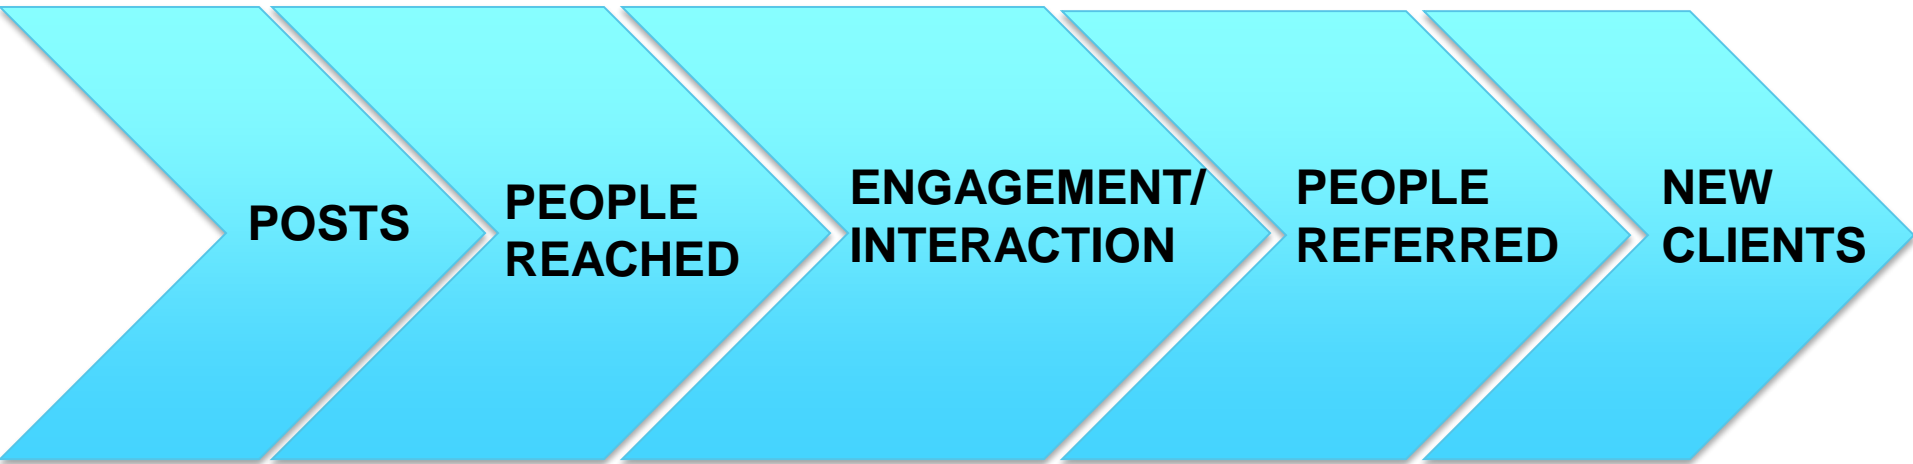 POSTS
PEOPLE
REACHED
ENGAGEMENT/
INTERACTION
PEOPLE
REFERRED
NEW
CLIENTS